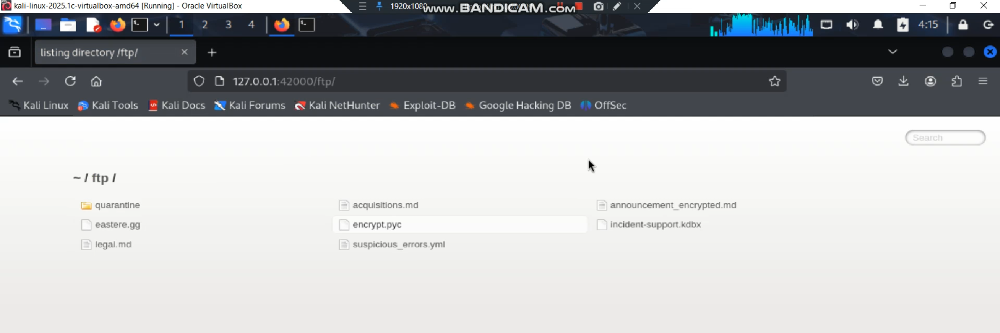 kali-linux-2025.1c-virtualbox-amd64 [Running] - Oracle VirtualBox
1920x1080
www.BANDICAM.com
1 2 3 4
4:15
listing directory /ftp/
127.0.0.1:42000/ftp/
Kali Linux Kali Tools Kali Docs Kali Forums Kali NetHunter Exploit-DB Google Hacking DB OffSec
Search
~ / ftp /
quarantine acquisitions.md announcement_encrypted.md
eastere.gg encrypt.pyc incident-support.kdbx
legal.md suspicious_errors.yml